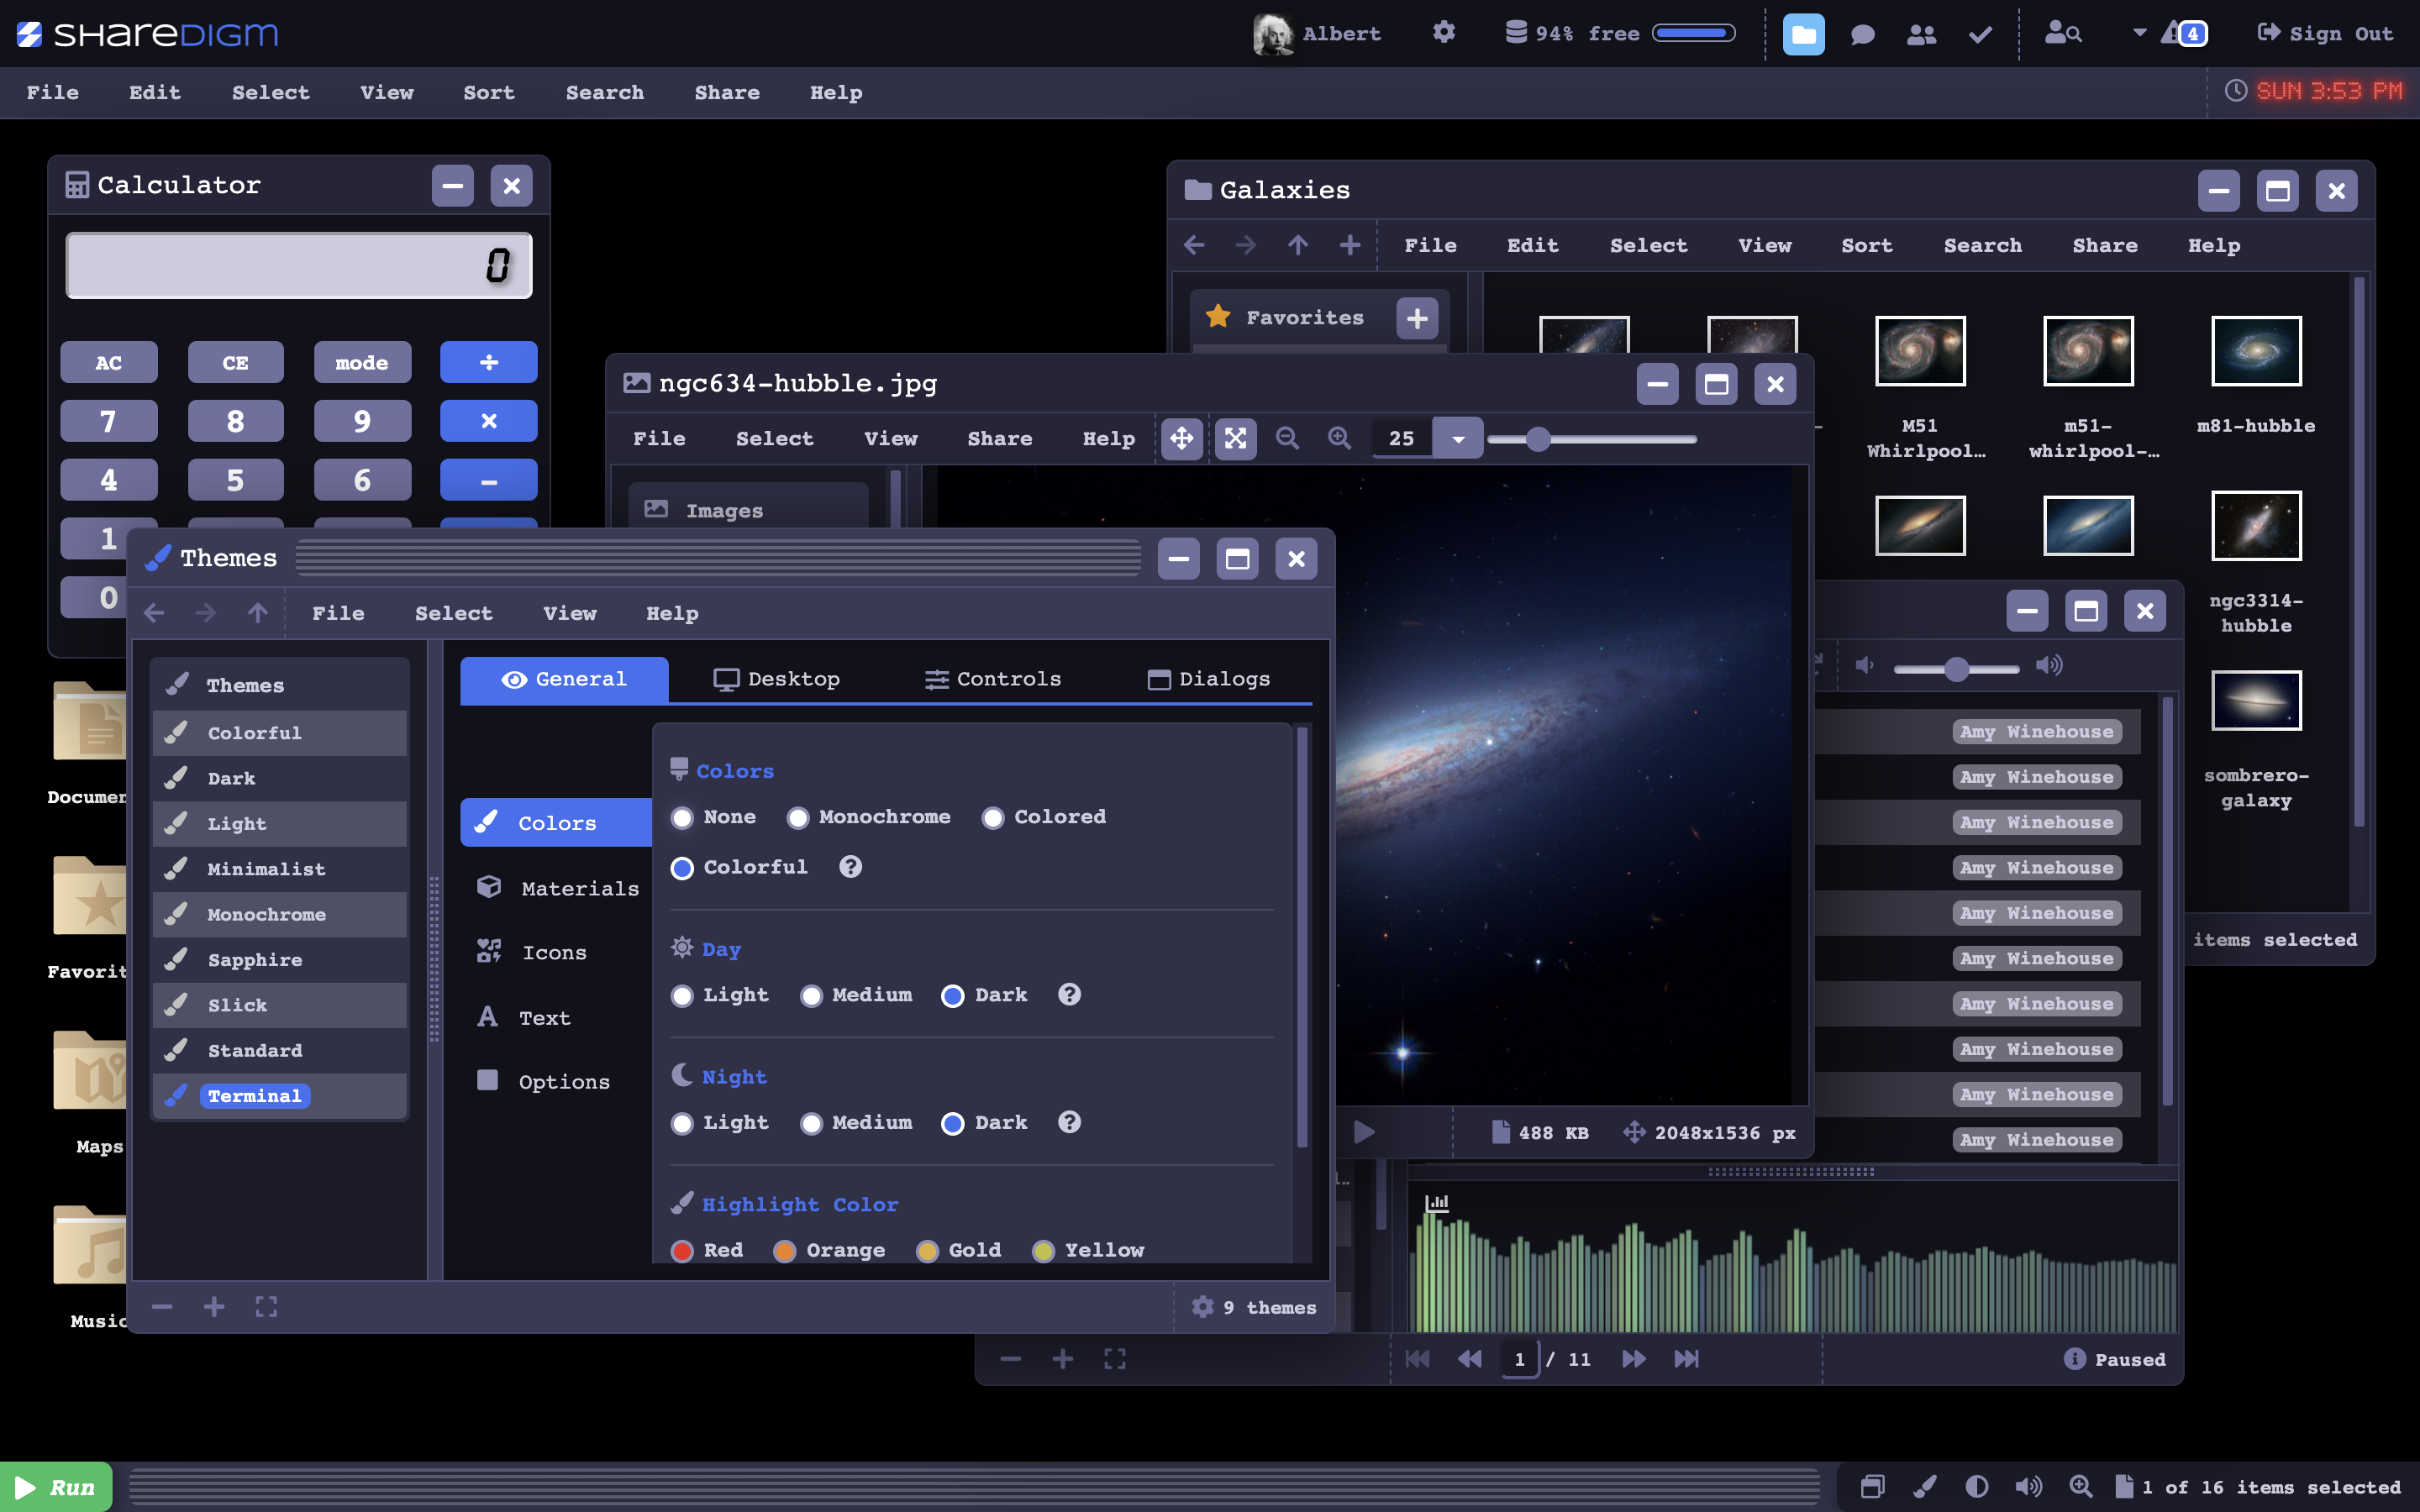 SHAREDIGM
Albert
94% free
4
Sign Out
File Edit Select View Sort Search Share Help
SUN 3:53 PM
Calculator
0
AC CE mode ÷
7 8 9 ×
4 5 6 −
1
0
Galaxies
File Edit Select View Sort Search Share Help
Favorites
M51 Whirlpool…
m51-whirlpool-…
m81-hubble
ngc3314-hubble
sombrero-galaxy
items selected
ngc634-hubble.jpg
File Select View Share Help
25
Images
488 KB
2048x1536 px
Themes
File Select View Help
Themes
Colorful
Dark
Light
Minimalist
Monochrome
Sapphire
Slick
Standard
Terminal
General Desktop Controls Dialogs
Colors
Materials
Icons
Text
Options
Colors
None Monochrome Colored
Colorful
Day
Light Medium Dark
Night
Light Medium Dark
Highlight Color
Red Orange Gold Yellow
9 themes
Amy Winehouse
Amy Winehouse
Amy Winehouse
Amy Winehouse
Amy Winehouse
Amy Winehouse
Amy Winehouse
Amy Winehouse
Amy Winehouse
Amy Winehouse
1 / 11
Paused
Maps
Run
1 of 16 items selected